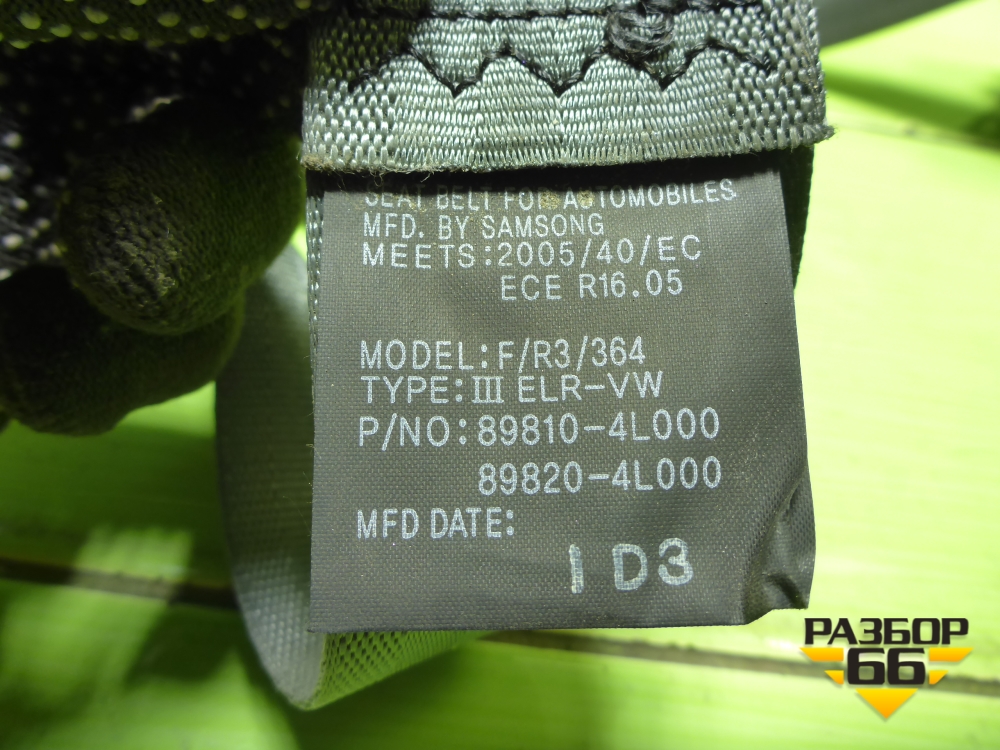 SEAT BELT FOR AUTOMOBILES
MFD. BY SAMSONG
MEETS:2005/40/EC
ECE R16.05
MODEL:F/R3/364
TYPE:III ELR-VW
P/NO:89810-4L000
89820-4L000
MFD DATE:
1 D3
РАЗБОР
66